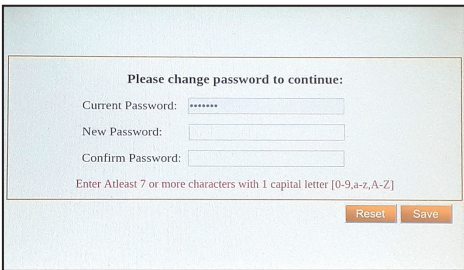 Please change password to continue:
Current Password: •••••••
New Password:
Confirm Password:
Enter Atleast 7 or more characters with 1 capital letter [0-9,a-z,A-Z]
Reset Save